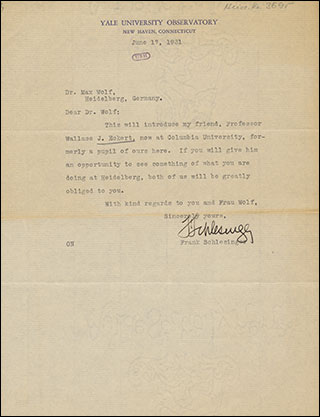 YALE UNIVERSITY OBSERVATORY
NEW HAVEN, CONNECTICUT
June 17, 1931
Dr. Max Wolf,
Heidelberg, Germany.
Dear Dr. Wolf:
This will introduce my friend, Professor
Wallace J. Eckert, now at Columbia University, for-
merly a pupil of ours here. If you will give him
an opportunity to see something of what you are
doing at Heidelberg, both of us will be greatly
obliged to you.
With kind regards to you and Frau Wolf,
Sincerely yours,
FSchlesinger
ON
Frank Schlesinger